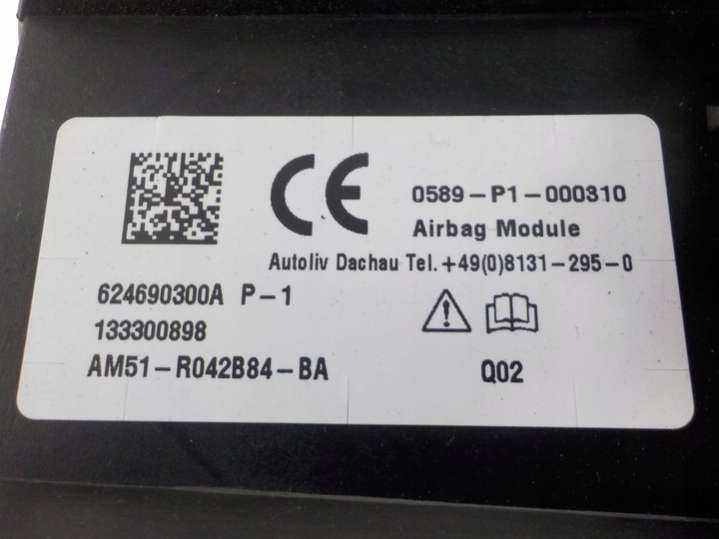 CE 0589-P1-000310
Airbag Module
Autoliv Dachau Tel. +49(0)8131-295-0
624690300A P-1
133300898
AM51-R042B84-BA
Q02